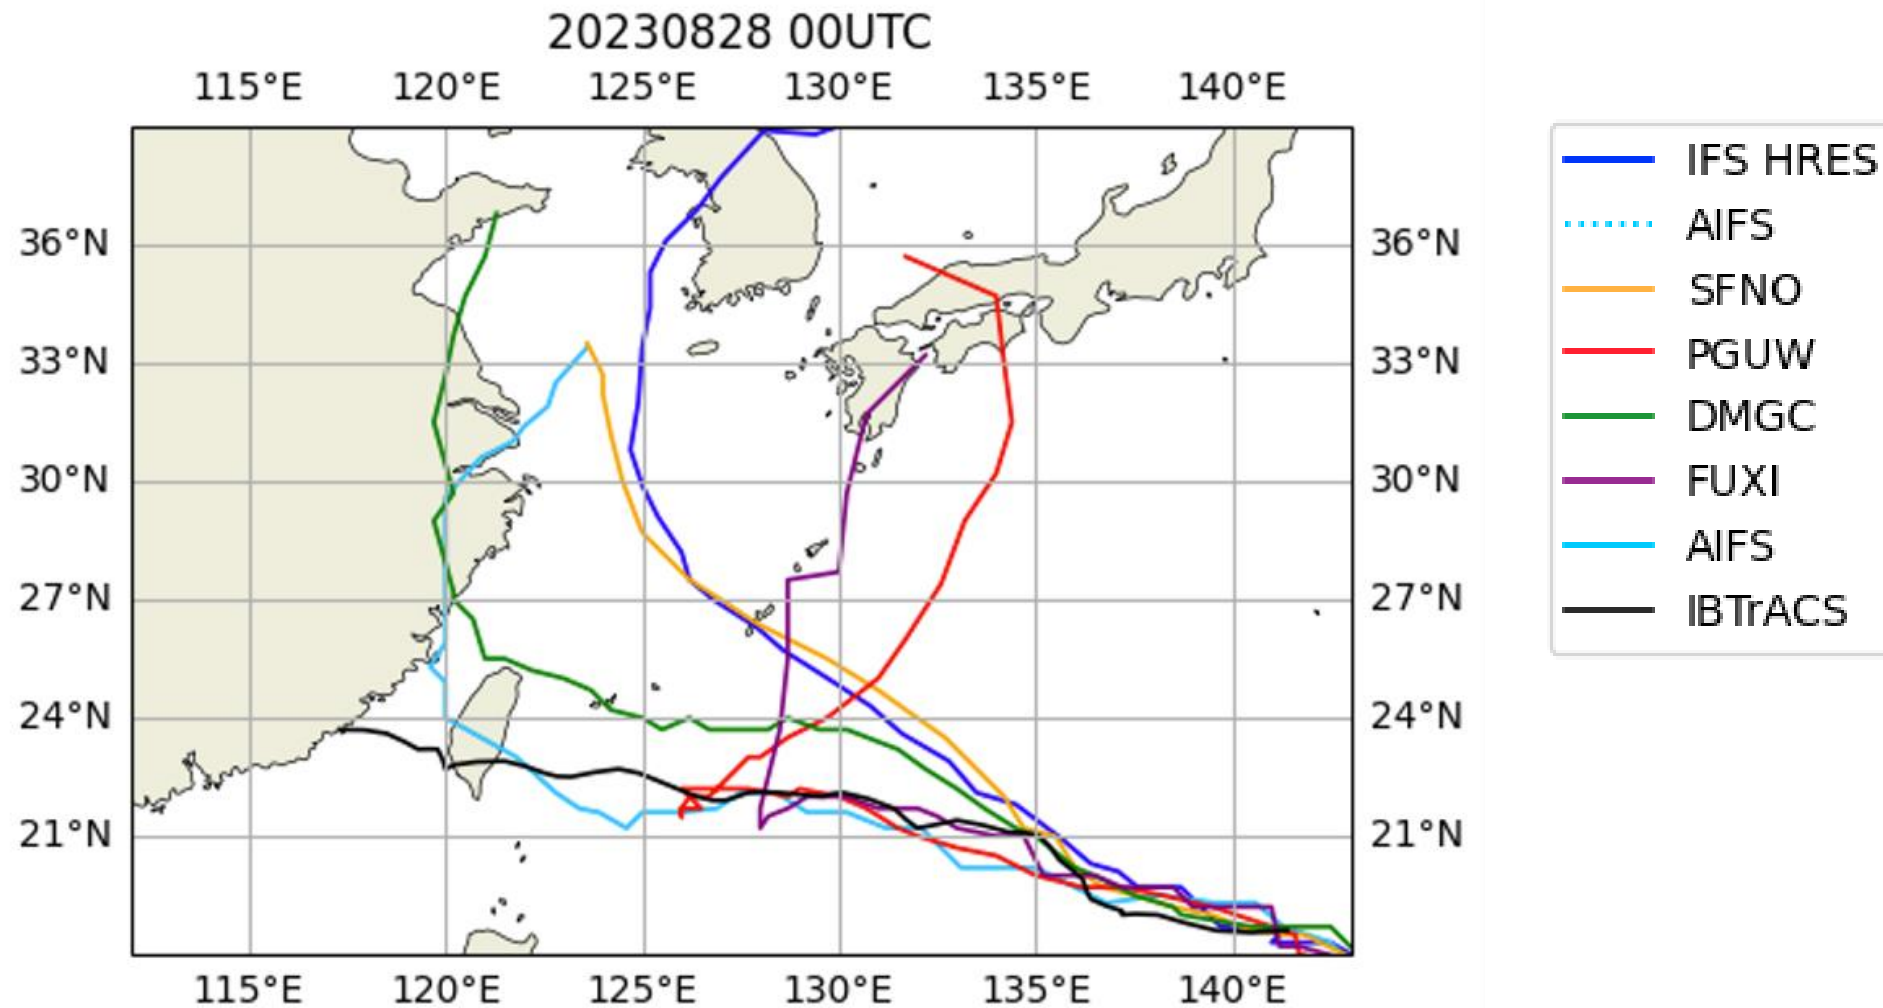 20230828 00UTC
115°E 120°E 125°E 130°E 135°E 140°E
36°N 36°N
33°N 33°N
30°N 30°N
27°N 27°N
24°N 24°N
21°N 21°N
115°E 120°E 125°E 130°E 135°E 140°E
IFS HRES
AIFS
SFNO
PGUW
DMGC
FUXI
AIFS
IBTrACS